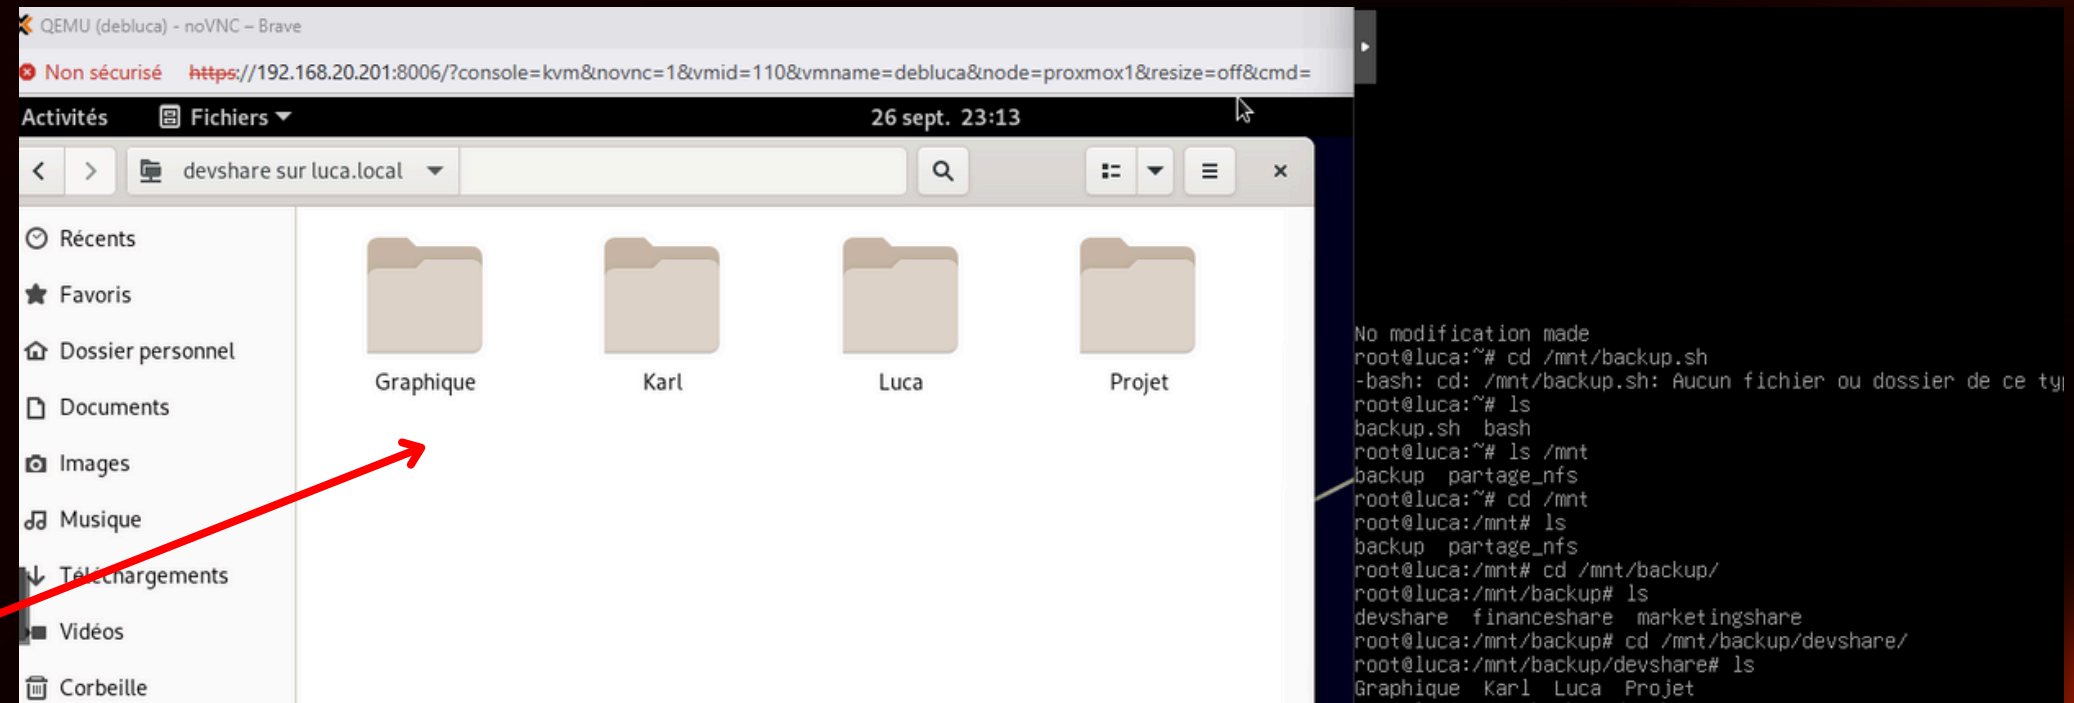 QEMU (debluca) - noVNC – Brave
Non sécurisé https://192.168.20.201:8006/?console=kvm&novnc=1&vmid=110&vmname=debluca&node=proxmox1&resize=off&cmd=
Activités Fichiers 26 sept. 23:13
devshare sur luca.local
Récents
Favoris
Dossier personnel
Documents
Images
Musique
Téléchargements
Vidéos
Corbeille
Graphique Karl Luca Projet
No modification made
root@luca:~# cd /mnt/backup.sh
-bash: cd: /mnt/backup.sh: Aucun fichier ou dossier de ce
root@luca:~# ls
backup.sh bash
root@luca:~# ls /mnt
backup partage_nfs
root@luca:~# cd /mnt
root@luca:/mnt# ls
backup partage_nfs
root@luca:/mnt# cd /mnt/backup/
root@luca:/mnt/backup# ls
devshare financeshare marketingshare
root@luca:/mnt/backup# cd /mnt/backup/devshare/
root@luca:/mnt/backup/devshare# ls
Graphique Karl Luca Projet